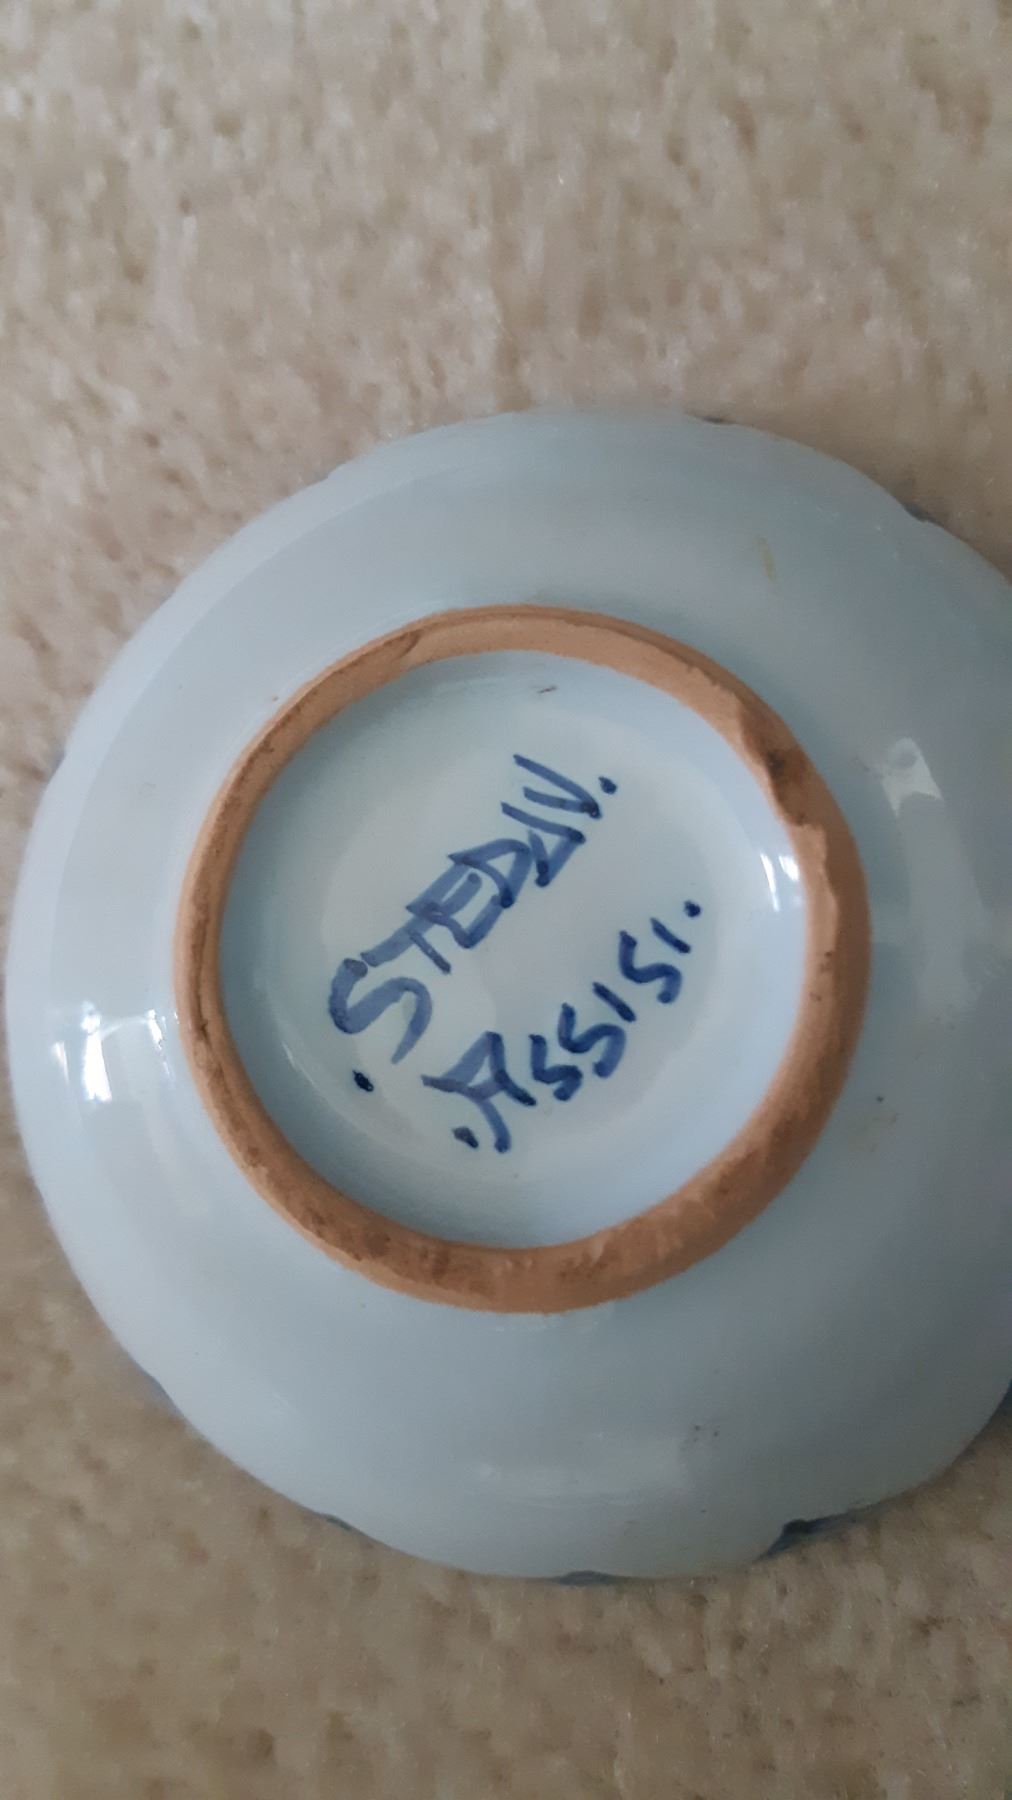 . STEDIV.
. ASSISI.